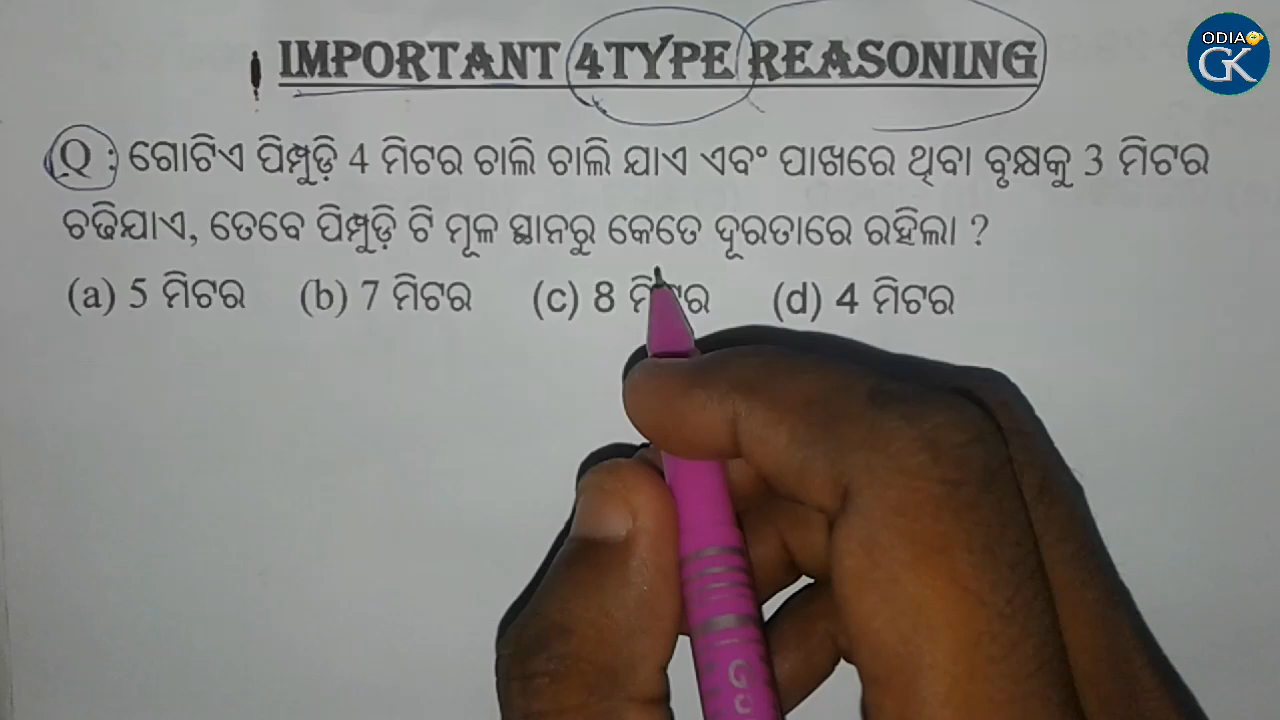 IMPORTANT 4TYPE REASONING
ODIA
GK
Q : ଗୋଟିଏ ପିମ୍ପୁଡ଼ି 4 ମିଟର ଚାଲି ଚାଲି ଯାଏ ଏବଂ ପାଖରେ ଥିବା ବୃକ୍ଷକୁ 3 ମିଟର
ଚଢିଯାଏ, ତେବେ ପିମ୍ପୁଡ଼ି ଟି ମୂଳ ସ୍ଥାନରୁ କେତେ ଦୂରତାରେ ରହିଲା ?
(a) 5 ମିଟର (b) 7 ମିଟର (c) 8 ମିଟର (d) 4 ମିଟର